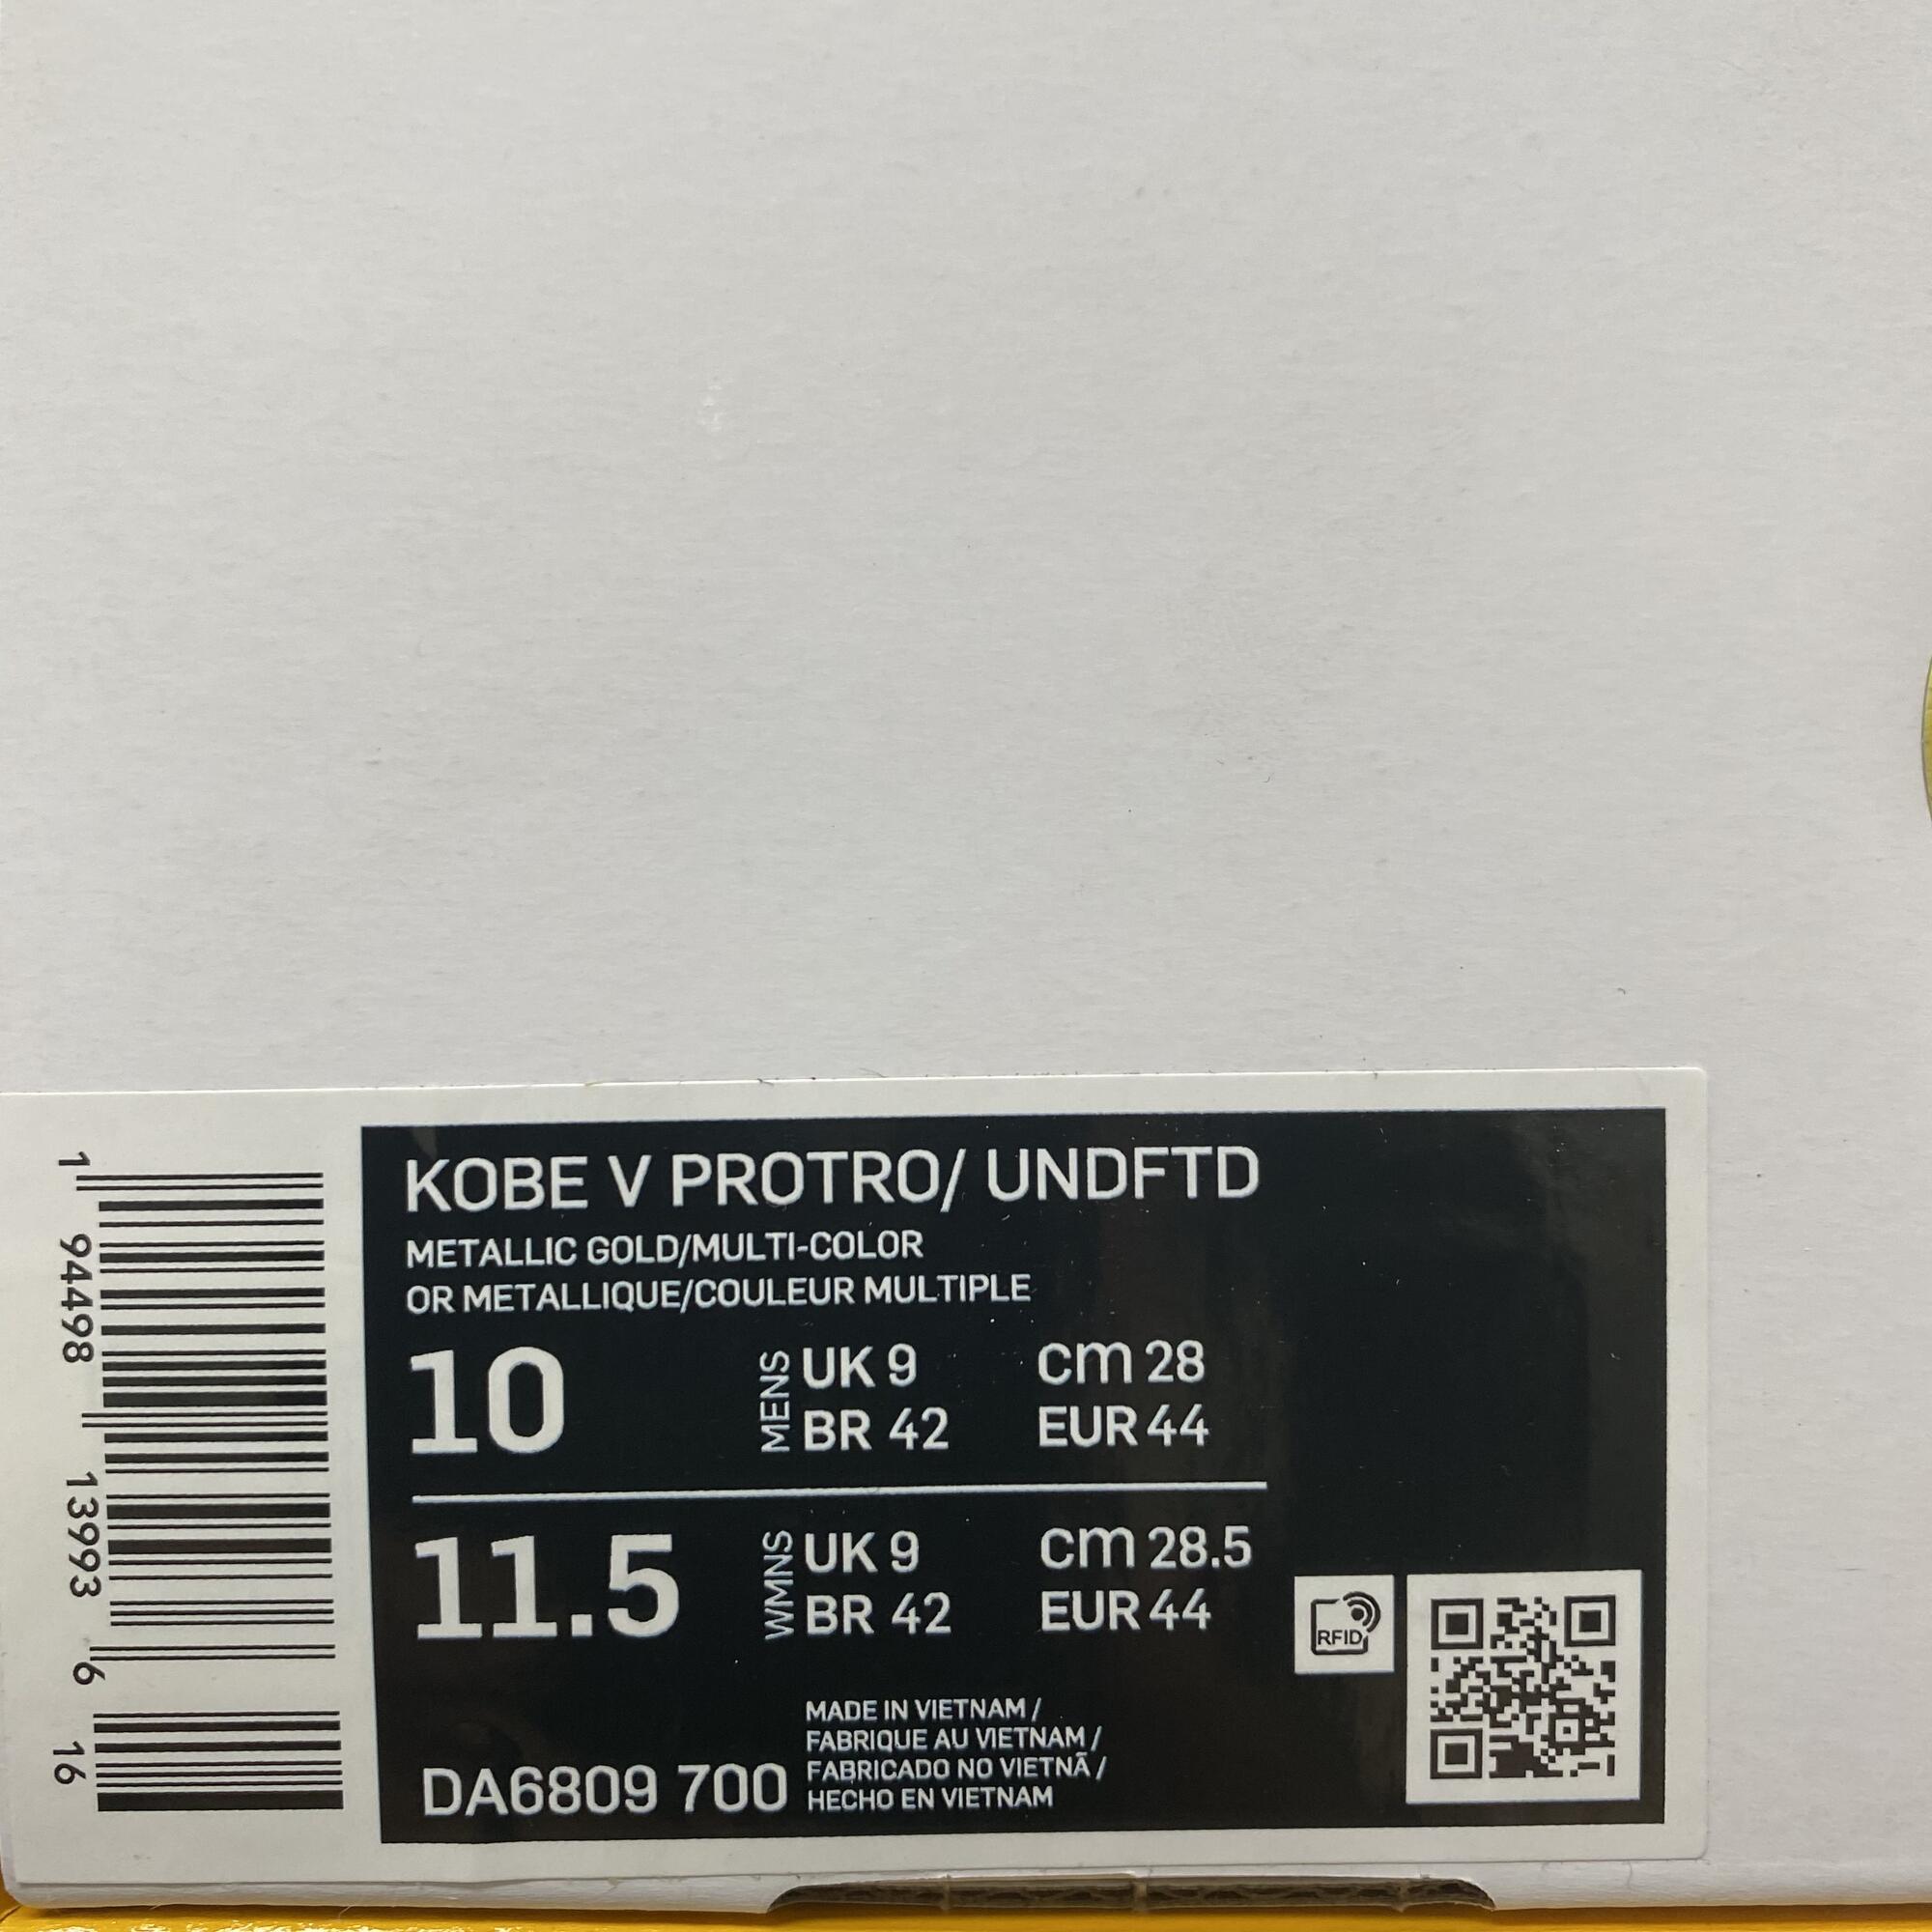 KOBE V PROTRO/ UNDFTD
METALLIC GOLD/MULTI-COLOR
OR METALLIQUE/COULEUR MULTIPLE
10
MENS
UK 9
cm 28
BR 42
EUR 44
11.5
WMNS
UK 9
cm 28.5
BR 42
EUR 44
RFID
MADE IN VIETNAM /
FABRIQUE AU VIETNAM /
FABRICADO NO VIETNÃ /
HECHO EN VIETNAM
DA6809 700
1 94498 13993 6 16